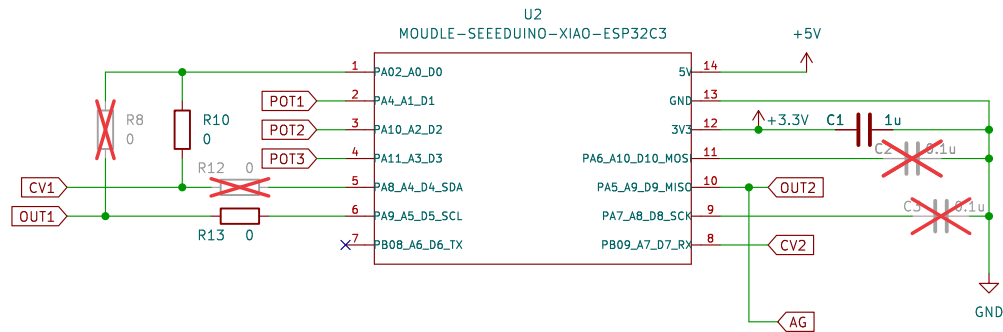 U2
MOUDLE-SEEEDUINO-XIAO-ESP32C3
+5V
1 PA02_A0_D0 5V 14
POT1 2 PA4_A1_D1 GND 13
R8 0 R10 0
POT2 3 PA10_A2_D2 3V3 12 +3.3V C1 1u
POT3 4 PA11_A3_D3 PA6_A10_D10_MOS 11 C2 0.1u
R12 0
CV1 5 PA8_A4_D4_SDA PA5_A9_D9_MISO 10 OUT2
OUT1 6 PA9_A5_D5_SCL PA7_A8_D8_SCK 9 C3 0.1u
R13 0
7 PB08_A6_D6_TX PB09_A7_D7_RX 8 CV2
GND
AG